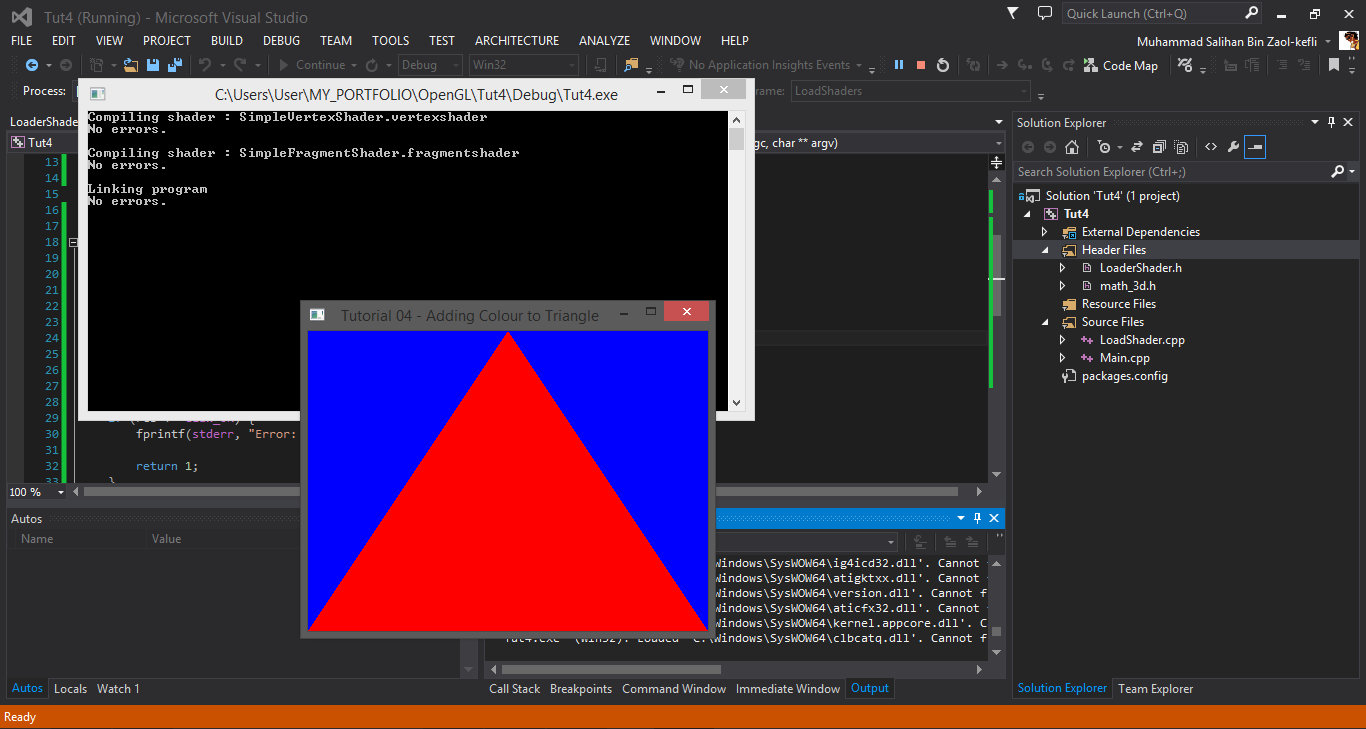 Tut4 (Running) - Microsoft Visual Studio
Quick Launch (Ctrl+Q)
FILE EDIT VIEW PROJECT BUILD DEBUG TEAM TOOLS TEST ARCHITECTURE ANALYZE WINDOW HELP
Muhammad Salihan Bin Zaol-kefli
Continue Debug Win32 No Application Insights Events Code Map
Process: LoadShaders
C:\Users\User\MY_PORTFOLIO\OpenGL\Tut4\Debug\Tut4.exe
Compiling shader : SimpleVertexShader.vertexshader
No errors.
Compiling shader : SimpleFragmentShader.fragmentshader
No errors.
Linking program
No errors.
LoaderShade
Tut4
gc, char ** argv)
13
14
15
16
17
18
19
20
21
22
23
24
25
26
27
28
29
30 fprintf(stderr, "Error:
31
32 return 1;
33 }
100 %
Tutorial 04 - Adding Colour to Triangle
Autos
Name Value
Windows\SysWOW64\ig4icd32.dll'. Cannot
Windows\SysWOW64\atigktxx.dll'. Cannot
Windows\SysWOW64\version.dll'. Cannot f
Windows\SysWOW64\aticfx32.dll'. Cannot
Windows\SysWOW64\kernel.appcore.dll'. C
'Tut4.exe' (Win32): Loaded 'C:\Windows\SysWOW64\clbcatq.dll'. Cannot f
Autos Locals Watch 1
Call Stack Breakpoints Command Window Immediate Window Output
Solution Explorer
Search Solution Explorer (Ctrl+;)
Solution 'Tut4' (1 project)
Tut4
External Dependencies
Header Files
LoaderShader.h
math_3d.h
Resource Files
Source Files
LoadShader.cpp
Main.cpp
packages.config
Solution Explorer Team Explorer
Ready